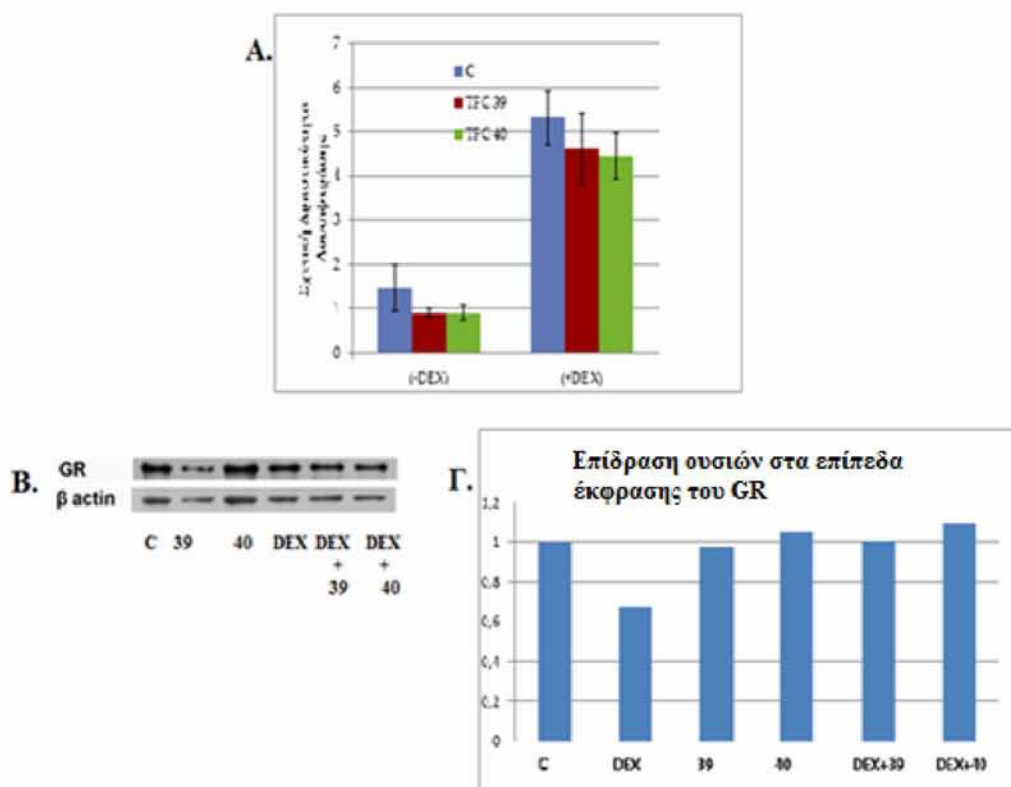 A.
7
6
5
4
3
2
1
0
C
TFC 39
TFC 40
(-DEX)
(+DEX)
B.
GR
β actin
C 39 40 DEX DEX DEX
+ +
39 40
Γ.
Επίδραση ουσιών στα επίπεδα
έκφρασης του GR
1,2
1
0,8
0,6
0,4
0,2
0
C DEX 39 40 DEX+39 DEX+40